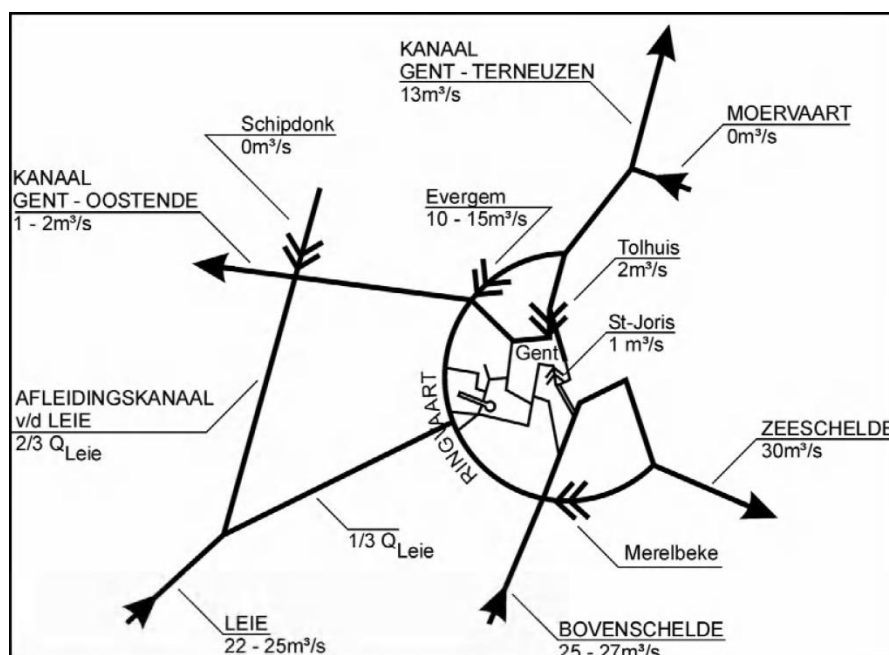 KANAAL
GENT - TERNEUZEN
13m³/s
MOERVAART
0m³/s
Schipdonk
0m³/s
KANAAL
GENT - OOSTENDE
1 - 2m³/s
Evergem
10 - 15m³/s
Tolhuis
2m³/s
St-Joris
1 m³/s
Gent
RINGVAART
AFLEIDINGSKANAAL
v/d LEIE
2/3 QLeie
ZEESCHELDE
30m³/s
1/3 QLeie
Merelbeke
LEIE
22 - 25m³/s
BOVENSCHELDE
25 - 27m³/s